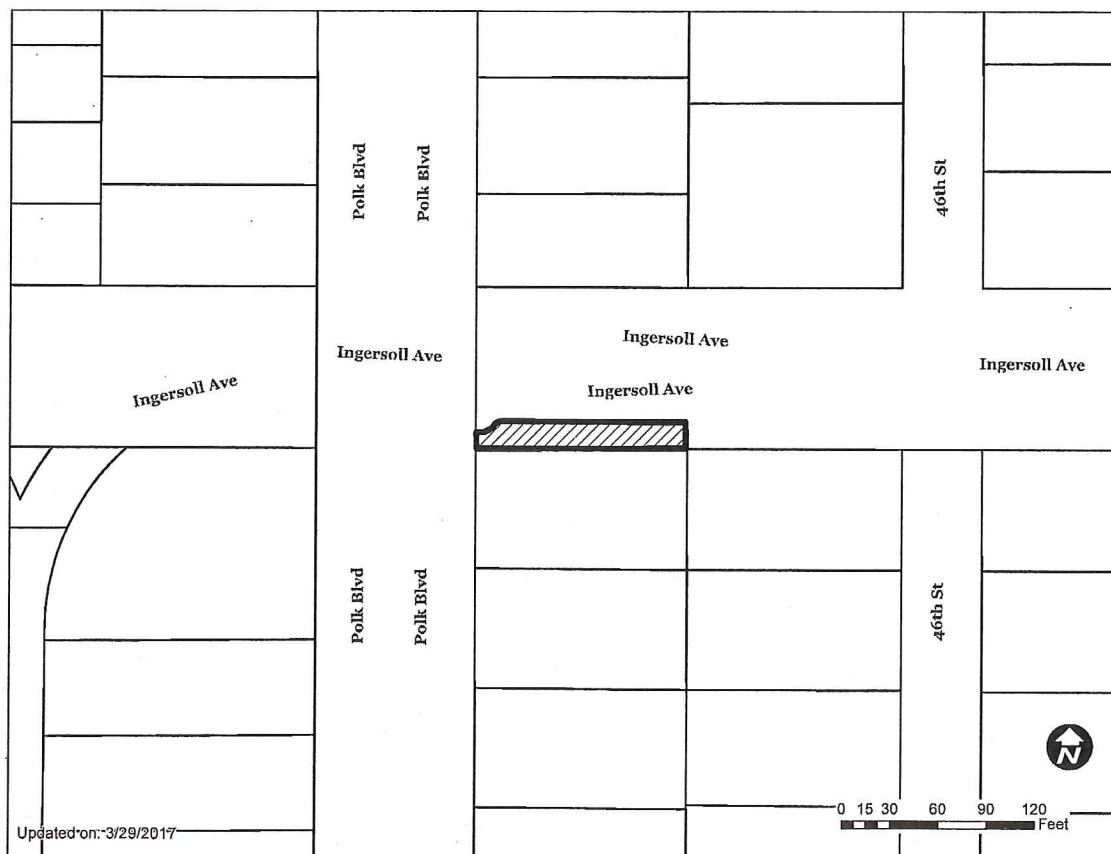 Polk Blvd
Polk Blvd
46th St
Ingersoll Ave
Ingersoll Ave
Ingersoll Ave
Ingersoll Ave
Ingersoll Ave
Polk Blvd
Polk Blvd
46th St
N
0 15 30 60 90 120
Feet
Updated on: 3/29/2017